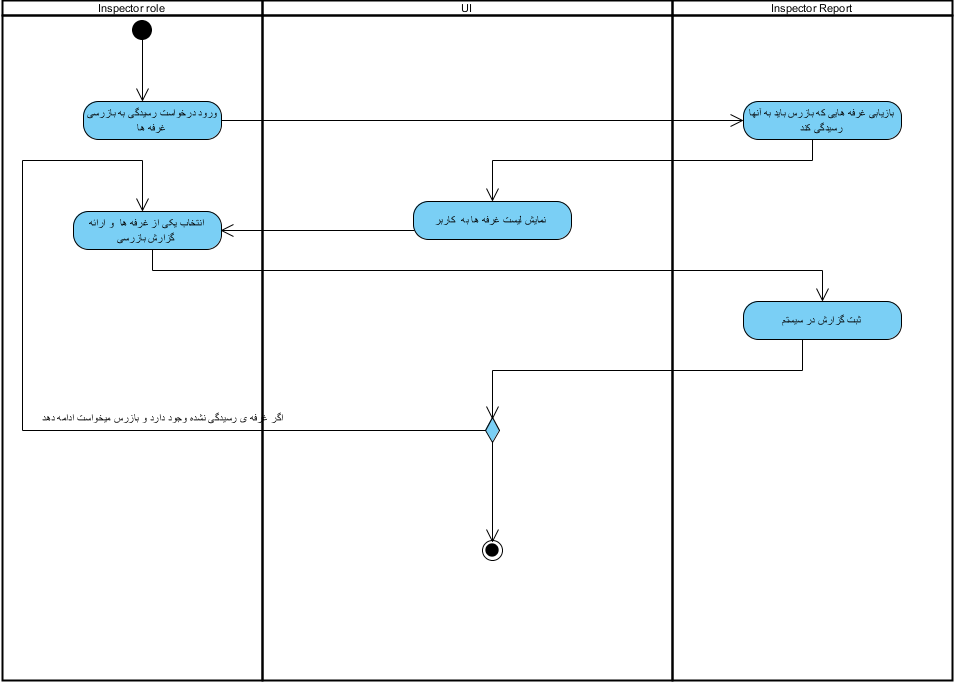 Inspector role
UI
Inspector Report
ورود درخواست رسیدگی به بازرسی
غرفه ها
بازیابی غرفه هایی که بازرس باید به آنها
رسیدگی کند
نمایش لیست غرفه ها به کاربر
انتخاب یکی از غرفه ها و ارائه
گزارش بازرسی
ثبت گزارش در سیستم
اگر غرفه ی رسیدگی نشده وجود دارد و بازرس میخواست ادامه دهد